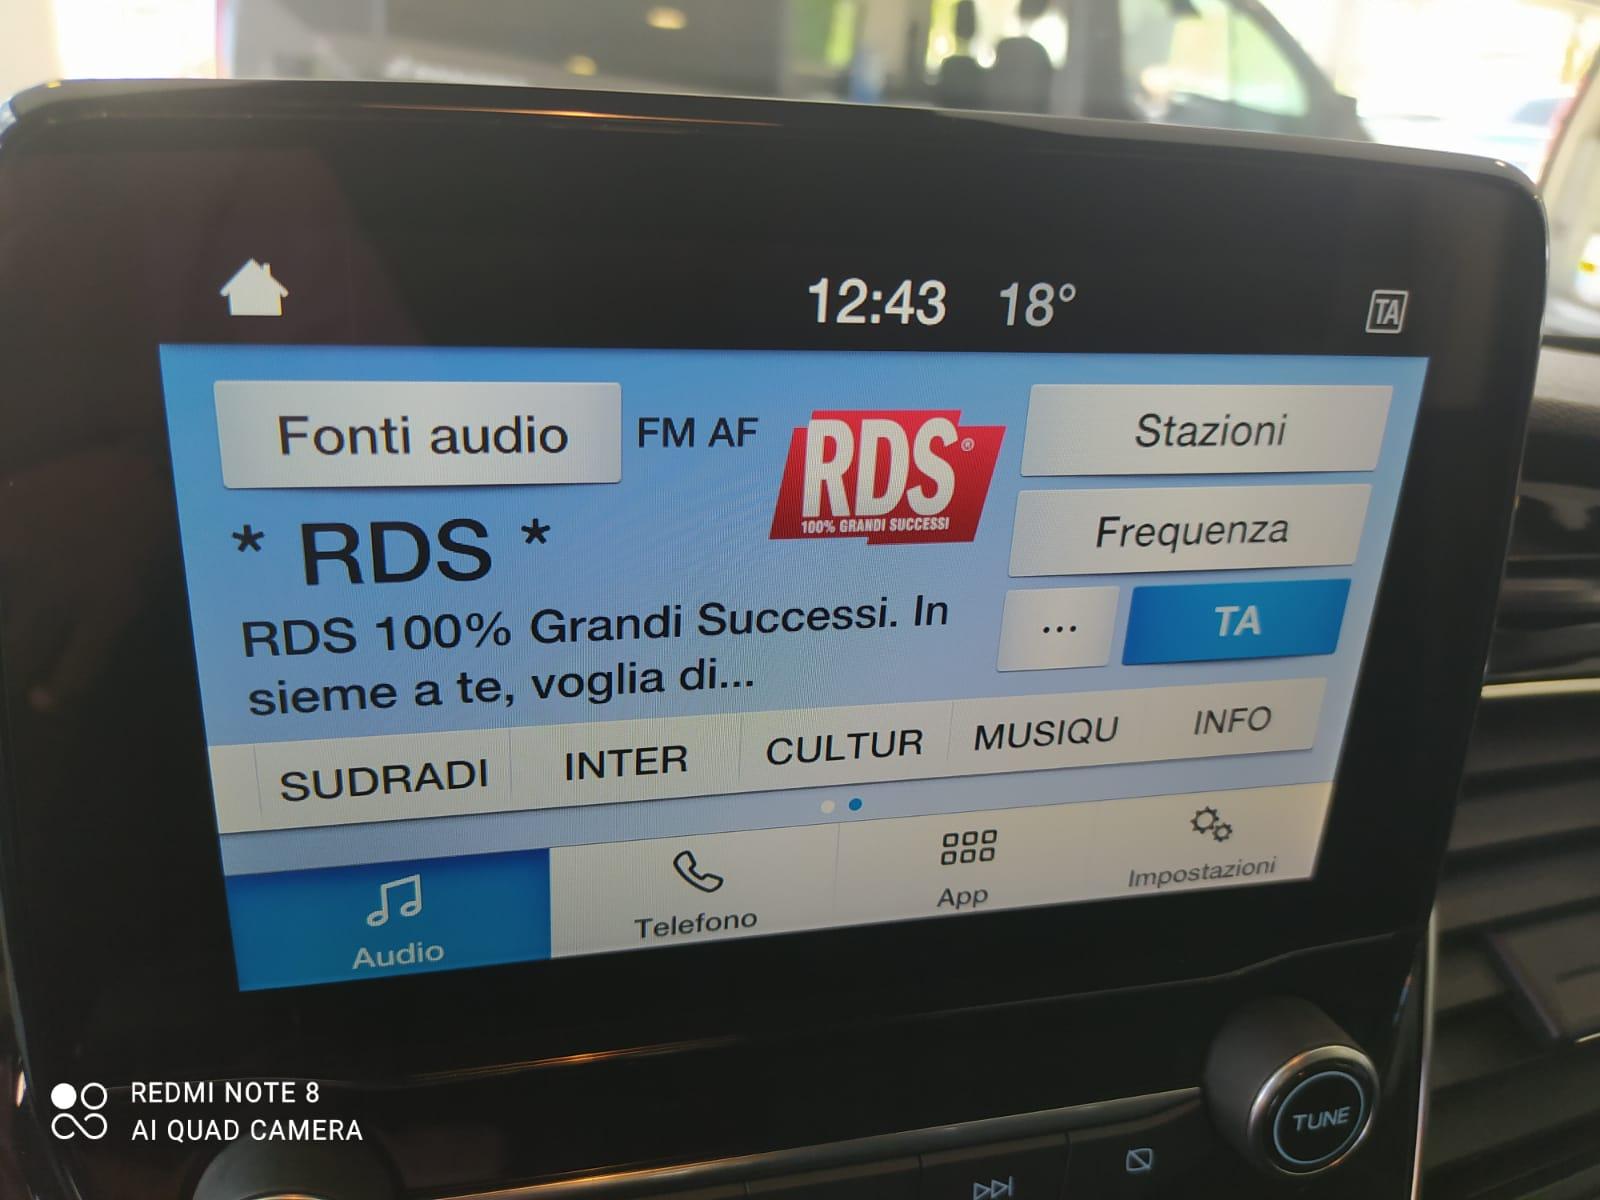 12:43 18° TA
Fonti audio FM AF
RDS®
100% GRANDI SUCCESSI
Stazioni
Frequenza
* RDS *
RDS 100% Grandi Successi. In
sieme a te, voglia di...
... TA
SUDRADI INTER CULTUR MUSIQU INFO
Audio Telefono App Impostazioni
TUNE
REDMI NOTE 8
AI QUAD CAMERA